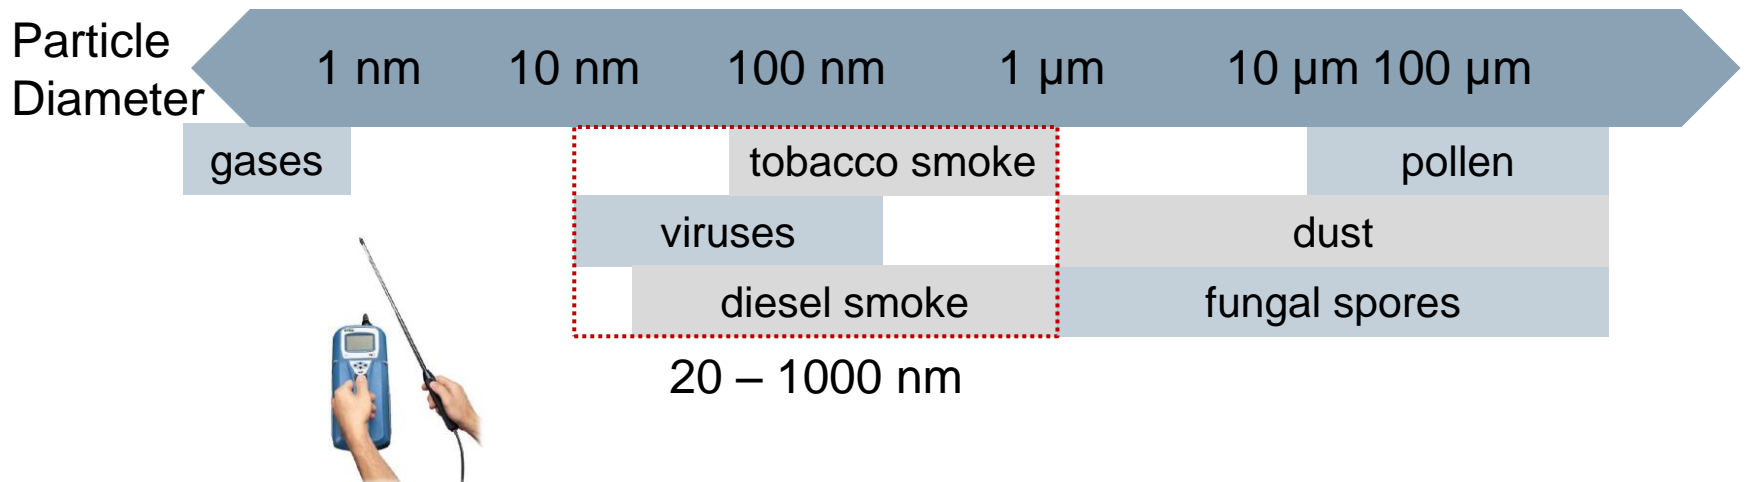 Particle
Diameter
1 nm 10 nm 100 nm 1 µm 10 µm 100 µm
gases tobacco smoke pollen
viruses dust
diesel smoke fungal spores
20 – 1000 nm